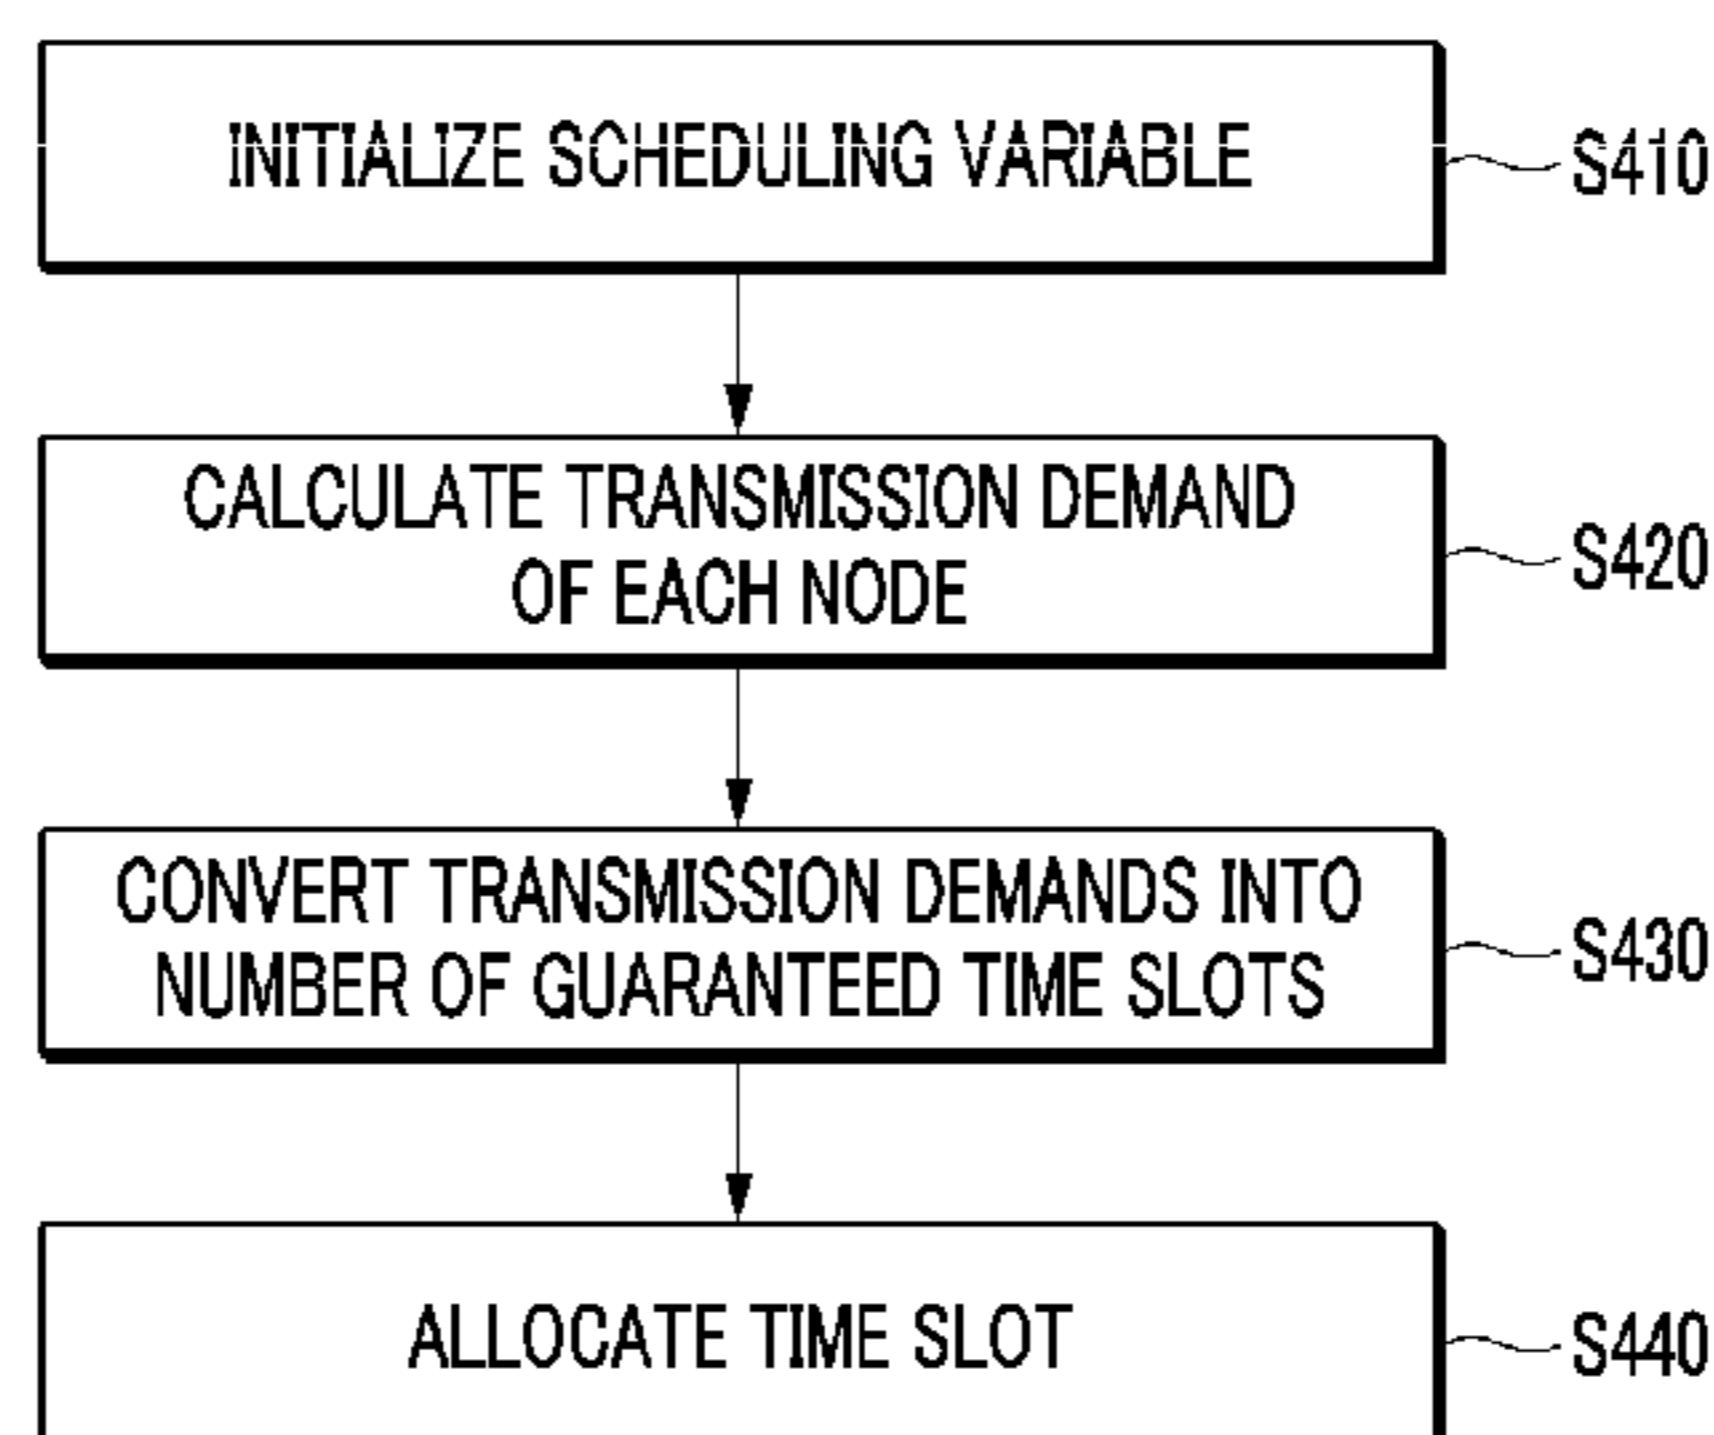 INITIALIZE SCHEDULING VARIABLE
S410
CALCULATE TRANSMISSION DEMAND
OF EACH NODE
S420
CONVERT TRANSMISSION DEMANDS INTO
NUMBER OF GUARANTEED TIME SLOTS
S430
ALLOCATE TIME SLOT
S440